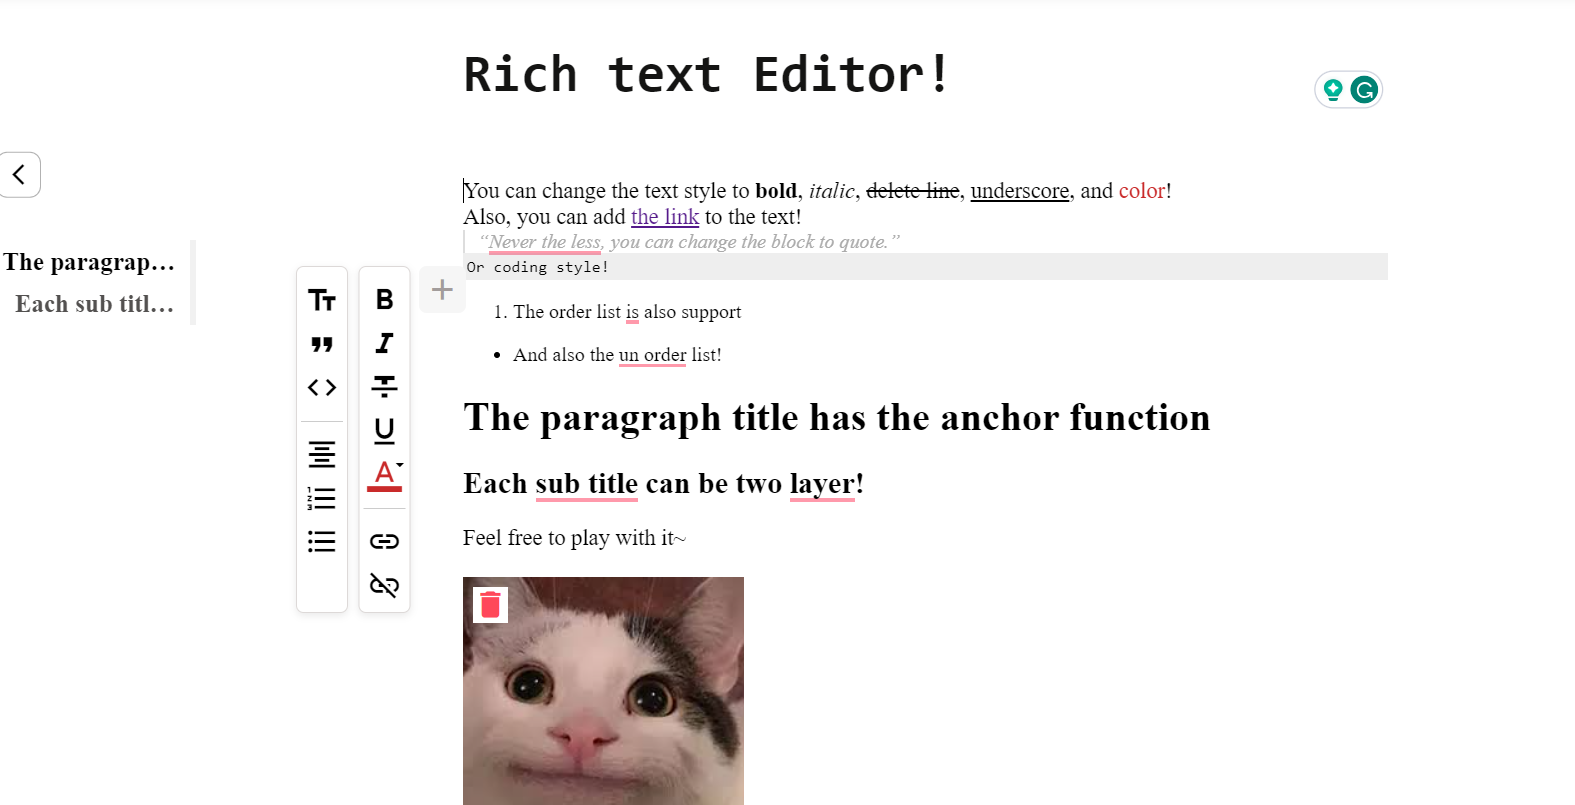 Rich text Editor!
You can change the text style to bold, italic, delete line, underscore, and color!
Also, you can add the link to the text!
“Never the less, you can change the block to quote.”
Or coding style!
1. The order list is also support
• And also the un order list!
The paragraph title has the anchor function
Each sub title can be two layer!
Feel free to play with it~
The paragrap...
Each sub titl...